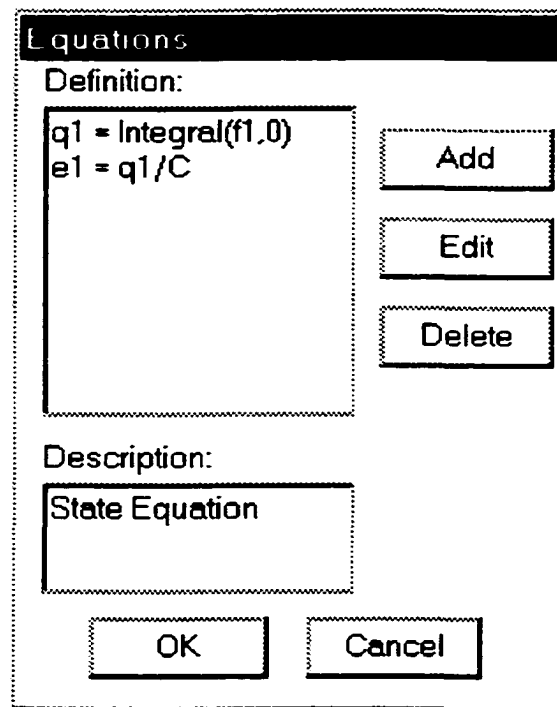 Equations
Definition:
q1 = Integral(f1,0)
e1 = q1/C
Add
Edit
Delete
Description:
State Equation
OK
Cancel